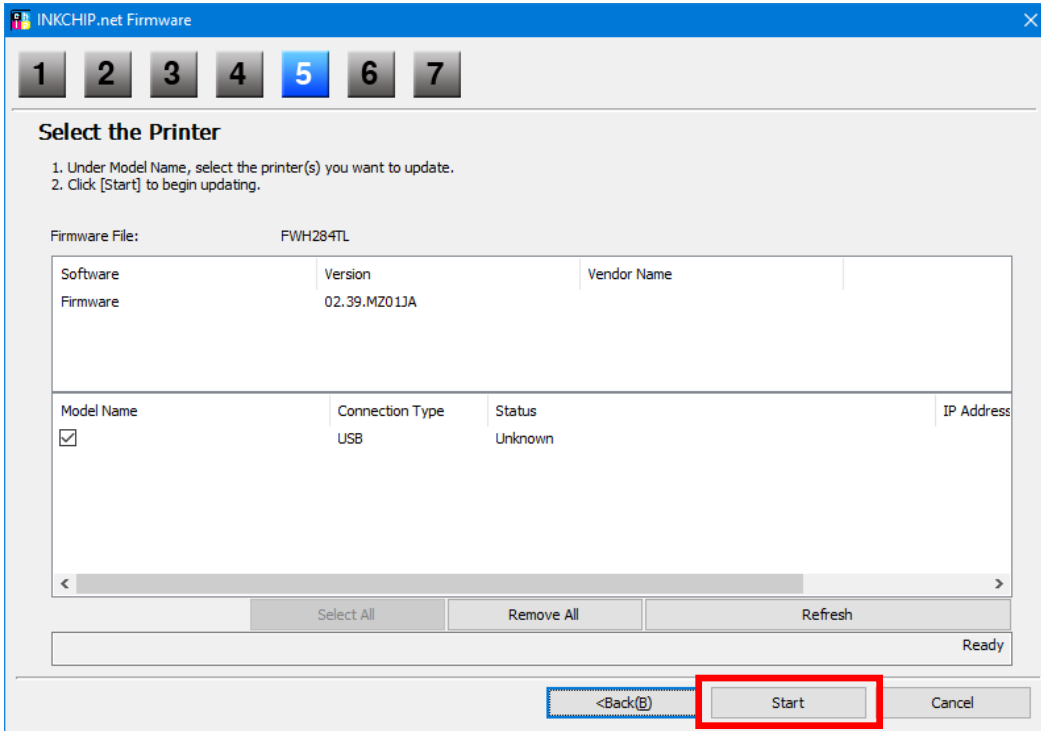 INKCHIP.net Firmware
1 2 3 4 5 6 7
Select the Printer
1. Under Model Name, select the printer(s) you want to update.
2. Click [Start] to begin updating.
Firmware File: FWH284TL
Software Version Vendor Name
Firmware 02.39.MZ01JA
Model Name Connection Type Status IP Address
USB Unknown
Select All Remove All Refresh
Ready
<Back(B) Start Cancel